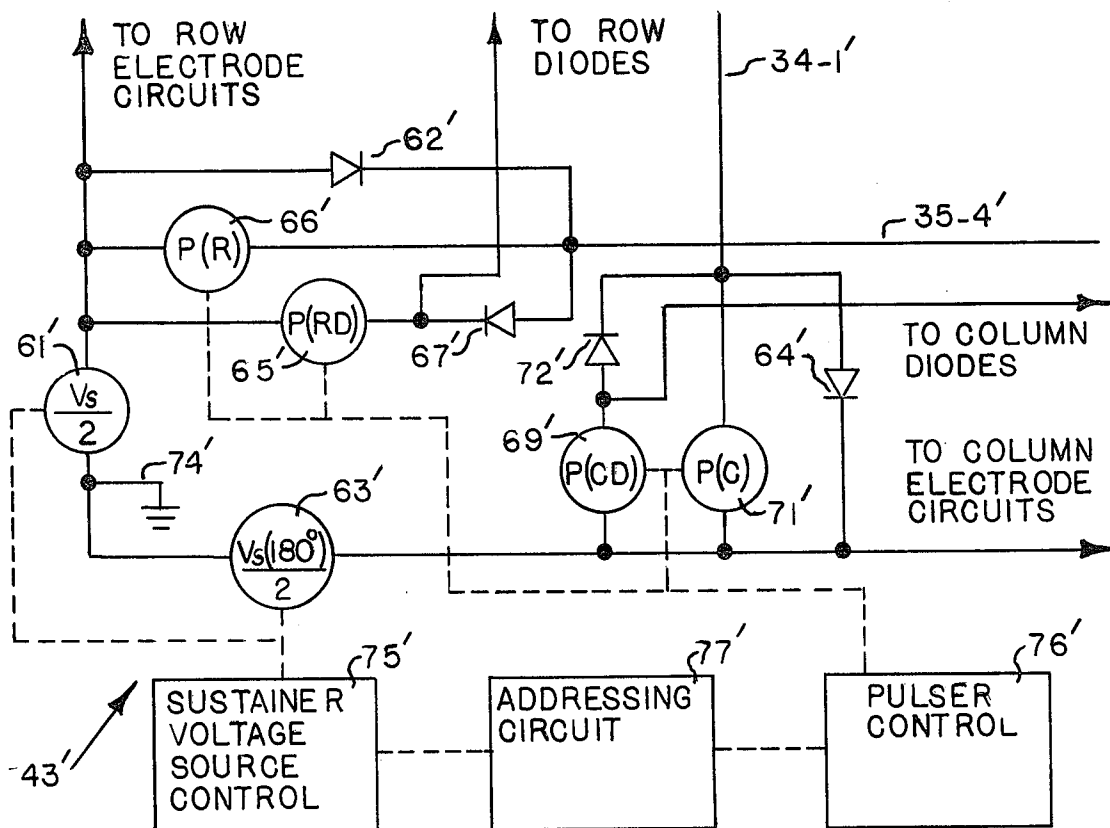 TO ROW
ELECTRODE
CIRCUITS
TO ROW
DIODES
34-1'
62'
66'
P(R)
35-4'
P(RD)
65'
67'
61'
Vs
2
72'
64'
TO COLUMN
DIODES
69'
P(CD)
P(C)
71'
TO COLUMN
ELECTRODE
CIRCUITS
74'
63'
Vs(180°)
2
75'
77'
76'
SUSTAINER
VOLTAGE
SOURCE
CONTROL
ADDRESSING
CIRCUIT
PULSER
CONTROL
43'